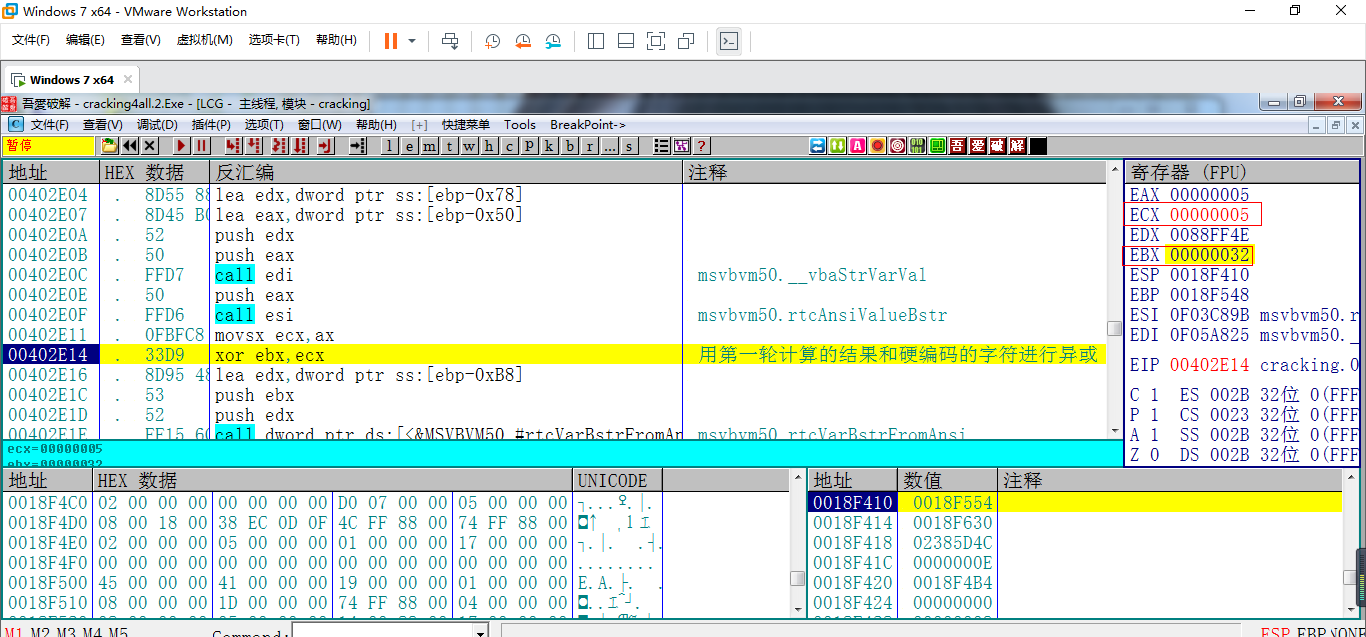 Windows 7 x64 - VMware Workstation
文件(F) 编辑(E) 查看(V) 虚拟机(M) 选项卡(T) 帮助(H)
Windows 7 x64
吾愛破解 - cracking4all.2.Exe - [LCG - 主线程, 模块 - cracking]
文件(F) 查看(V) 调试(D) 插件(P) 选项(T) 窗口(W) 帮助(H) [+] 快捷菜单 Tools BreakPoint->
暂停 l e m t w h c p k b r ... s ? A 吾 爱 破 解
地址 HEX 数据 反汇编 注释 寄存器 (FPU)
00402E04 . 8D55 88 lea edx,dword ptr ss:[ebp-0x78]
00402E07 . 8D45 B0 lea eax,dword ptr ss:[ebp-0x50]
00402E0A . 52 push edx
00402E0B . 50 push eax
00402E0C . FFD7 call edi msvbvm50.__vbaStrVarVal
00402E0E . 50 push eax
00402E0F . FFD6 call esi msvbvm50.rtcAnsiValueBstr
00402E11 . 0FBFC8 movsx ecx,ax
00402E14 . 33D9 xor ebx,ecx 用第一轮计算的结果和硬编码的字符进行异或
00402E16 . 8D95 48 lea edx,dword ptr ss:[ebp-0xB8]
00402E1C . 53 push ebx
00402E1D . 52 push edx
00402E1E . FF15 60 call dword ptr ds:[<&MSVBVM50.#rtcVarBstrFromAn msvbvm50.rtcVarBstrFromAnsi
EAX 00000005
ECX 00000005
EDX 0088FF4E
EBX 00000032
ESP 0018F410
EBP 0018F548
ESI 0F03C89B msvbvm50.r
EDI 0F05A825 msvbvm50._
EIP 00402E14 cracking.0
C 1 ES 002B 32位 0(FFF
P 1 CS 0023 32位 0(FFF
A 1 SS 002B 32位 0(FFF
Z 0 DS 002B 32位 0(FFF
ecx=00000005
ebx=00000032
地址 HEX 数据 UNICODE
0018F4C0 02 00 00 00 00 00 00 00 D0 07 00 00 05 00 00 00
0018F4D0 08 00 18 00 38 EC 0D 0F 4C FF 88 00 74 FF 88 00
0018F4E0 02 00 00 00 05 00 00 00 01 00 00 00 17 00 00 00
0018F4F0 00 00 00 00 00 00 00 00 00 00 00 00 00 00 00 00 ........
0018F500 45 00 00 00 41 00 00 00 19 00 00 00 01 00 00 00 E.A.
0018F510 08 00 00 00 1D 00 00 00 74 FF 88 00 04 00 00 00
地址 数值 注释
0018F410 0018F554
0018F414 0018F630
0018F418 02385D4C
0018F41C 0000000E
0018F420 0018F4B4
0018F424 00000000
M1 M2 M3 M4 M5 Command: ESP EBP NONE